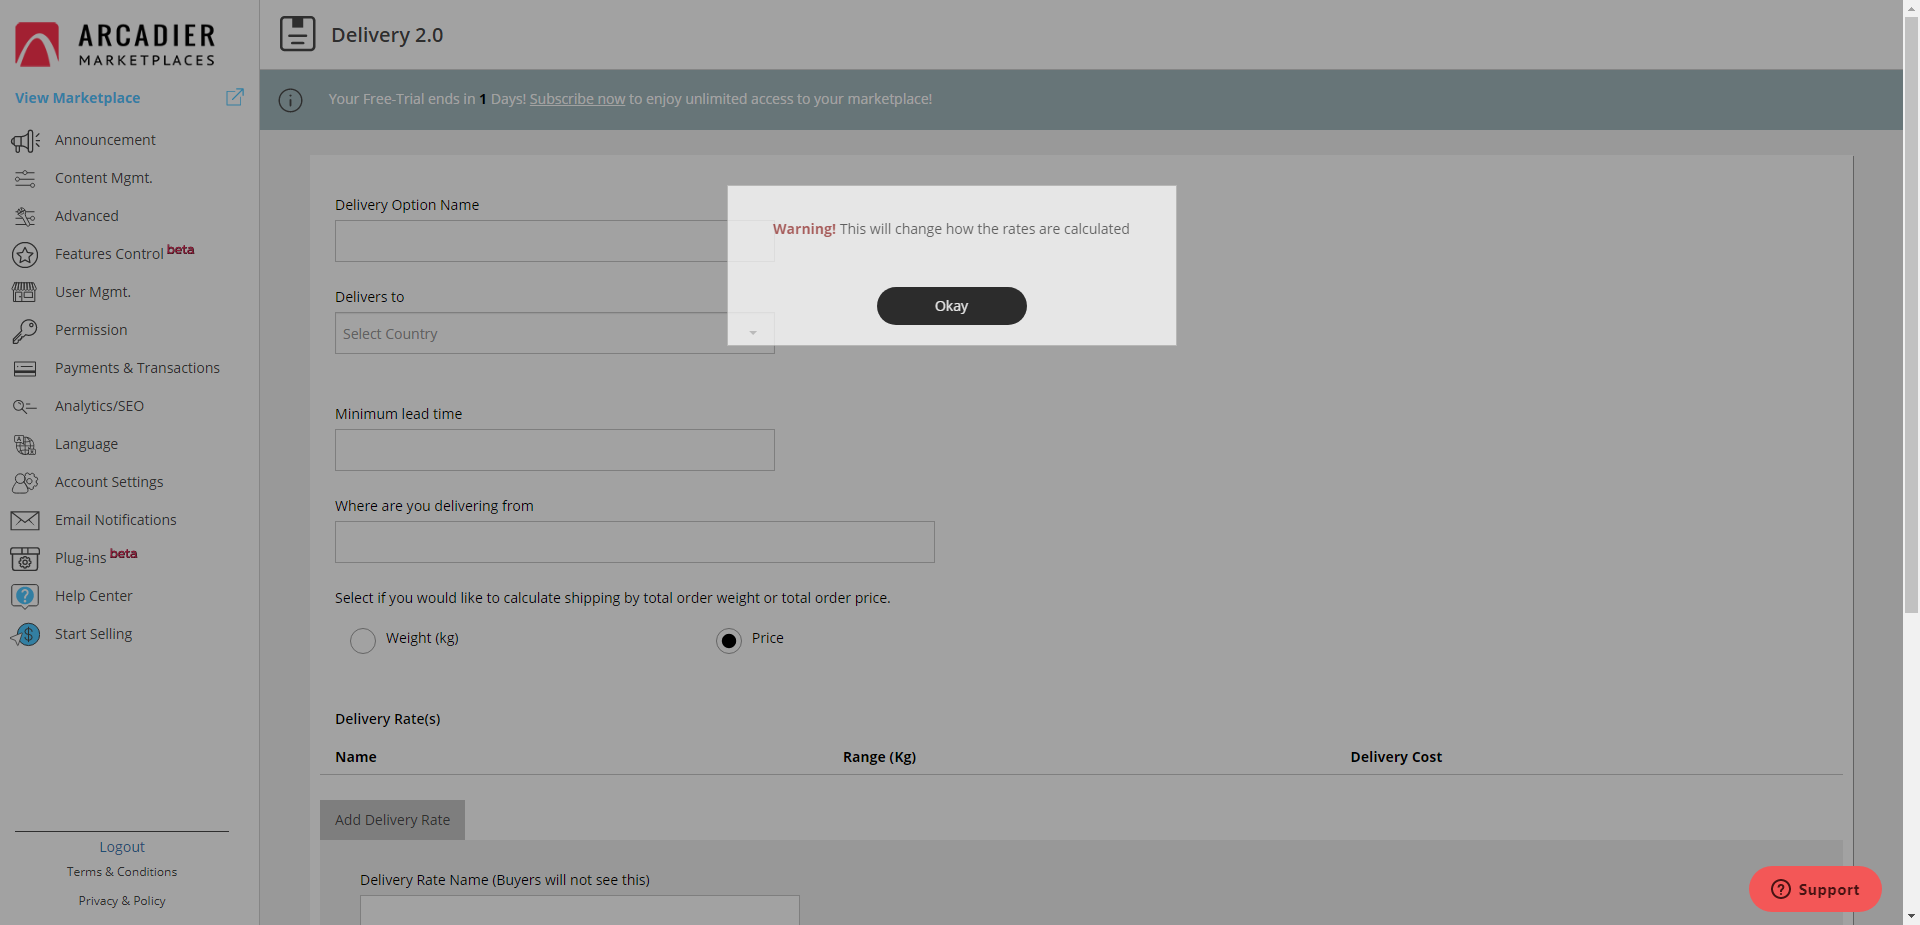 ARCADIER
MARKETPLACES
View Marketplace
Announcement
Content Mgmt.
Advanced
Features Control beta
User Mgmt.
Permission
Payments & Transactions
Analytics/SEO
Language
Account Settings
Email Notifications
Plug-ins beta
Help Center
Start Selling
Logout
Terms & Conditions
Privacy & Policy
Delivery 2.0
Your Free-Trial ends in 1 Days! Subscribe now to enjoy unlimited access to your marketplace!
Warning! This will change how the rates are calculated
Okay
Delivery Option Name
Delivers to
Select Country
Minimum lead time
Where are you delivering from
Select if you would like to calculate shipping by total order weight or total order price.
Weight (kg) Price
Delivery Rate(s)
Name Range (Kg) Delivery Cost
Add Delivery Rate
Delivery Rate Name (Buyers will not see this)
Support